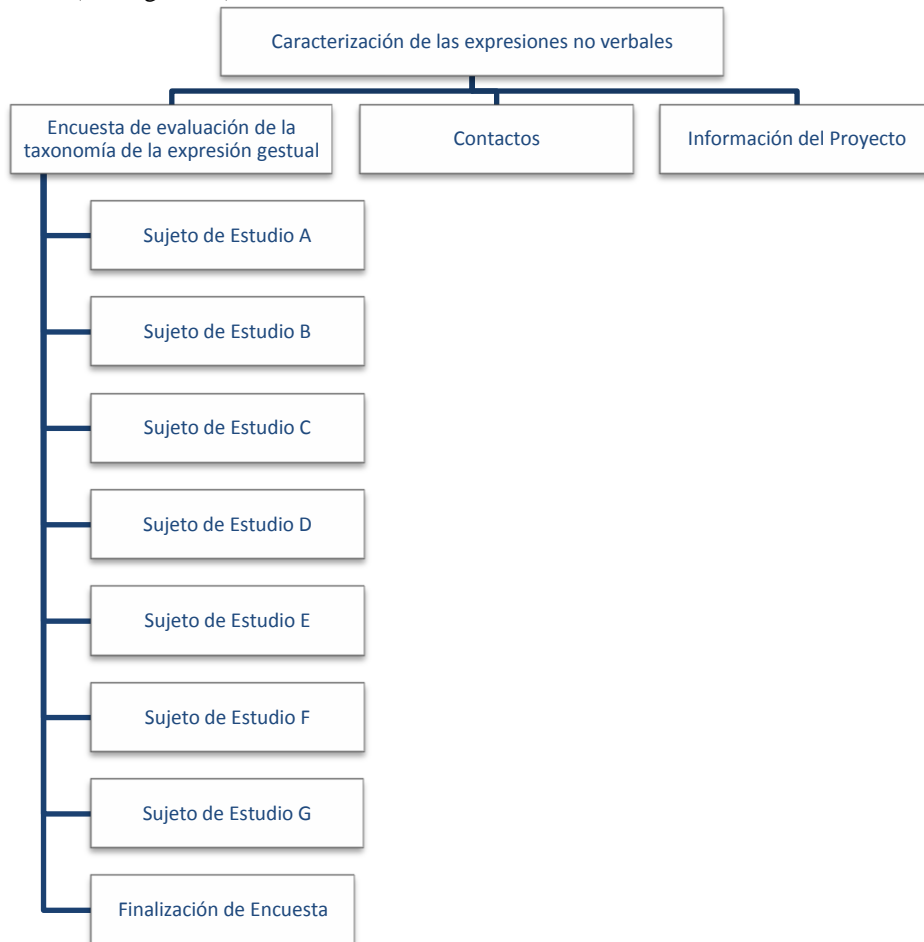 Caracterización de las expresiones no verbales
Encuesta de evaluación de la
taxonomía de la expresión gestual
Contactos
Información del Proyecto
Sujeto de Estudio A
Sujeto de Estudio B
Sujeto de Estudio C
Sujeto de Estudio D
Sujeto de Estudio E
Sujeto de Estudio F
Sujeto de Estudio G
Finalización de Encuesta